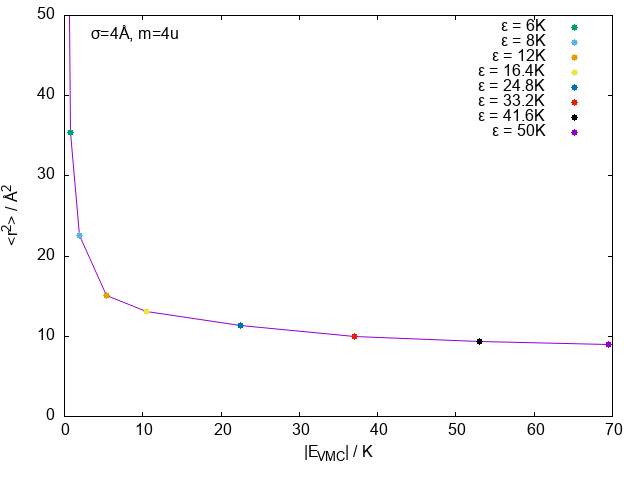 σ=4Å, m=4u
ε = 6K
ε = 8K
ε = 12K
ε = 16.4K
ε = 24.8K
ε = 33.2K
ε = 41.6K
ε = 50K
50
40
30
20
10
0
<r²> / Å²
0 10 20 30 40 50 60 70
|E_VMC| / K